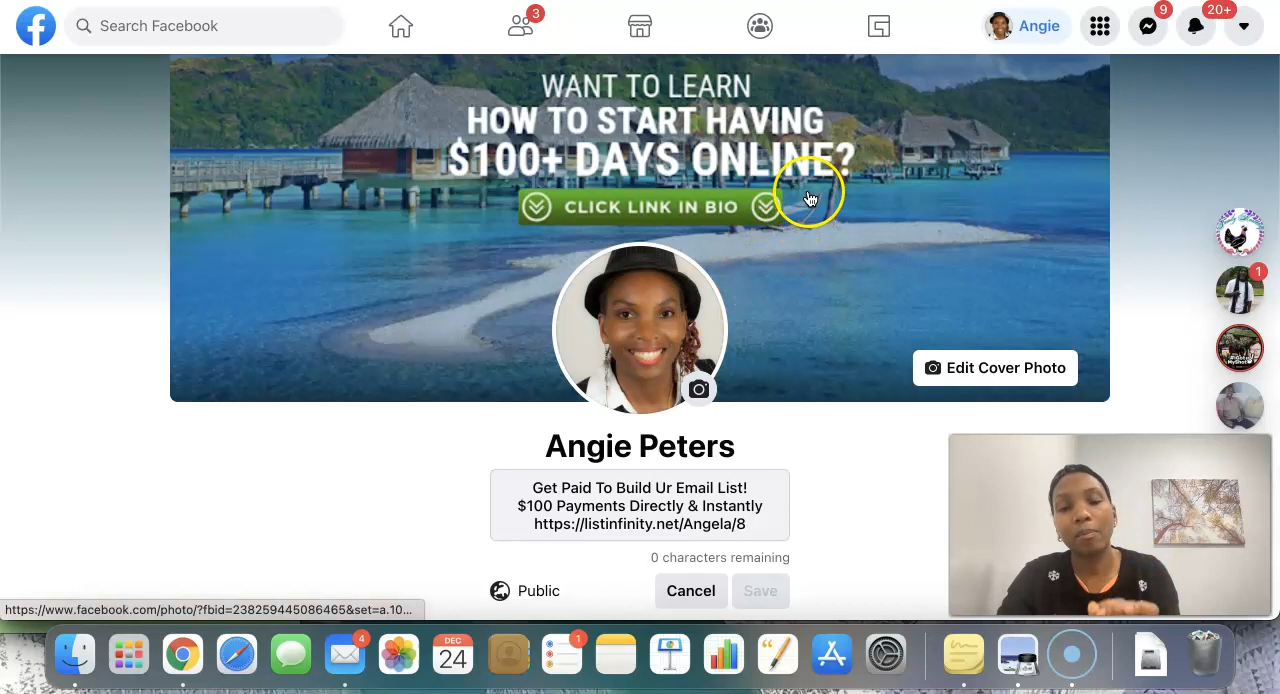 Search Facebook
3
Angie
9
20+
WANT TO LEARN
HOW TO START HAVING
$100+ DAYS ONLINE?
CLICK LINK IN BIO
1
Edit Cover Photo
Angie Peters
Get Paid To Build Ur Email List!
$100 Payments Directly & Instantly
https://listinfinity.net/Angela/8
0 characters remaining
Public
Cancel
Save
https://www.facebook.com/photo/?fbid=238259445086465&set=a.10...
4
DEC
24
1